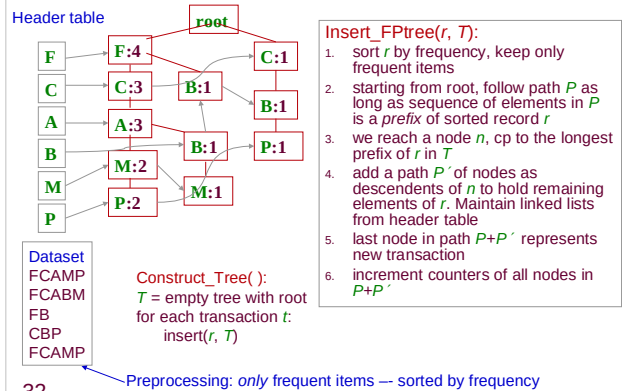 Header table
root
F
C
A
B
M
P
F:4
C:3
A:3
M:2
P:2
B:1
B:1
M:1
C:1
B:1
P:1
Insert_FPtree(r, T):
1. sort r by frequency, keep only
frequent items
2. starting from root, follow path P as
long as sequence of elements in P
is a prefix of sorted record r
3. we reach a node n, cp to the longest
prefix of r in T
4. add a path P´ of nodes as
descendents of n to hold remaining
elements of r. Maintain linked lists
from header table
5. last node in path P+P´ represents
new transaction
6. increment counters of all nodes in
P+P´
Dataset
FCAMP
FCABM
FB
CBP
FCAMP
Construct_Tree( ):
T = empty tree with root
for each transaction t:
insert(r, T)
Preprocessing: only frequent items –- sorted by frequency
32